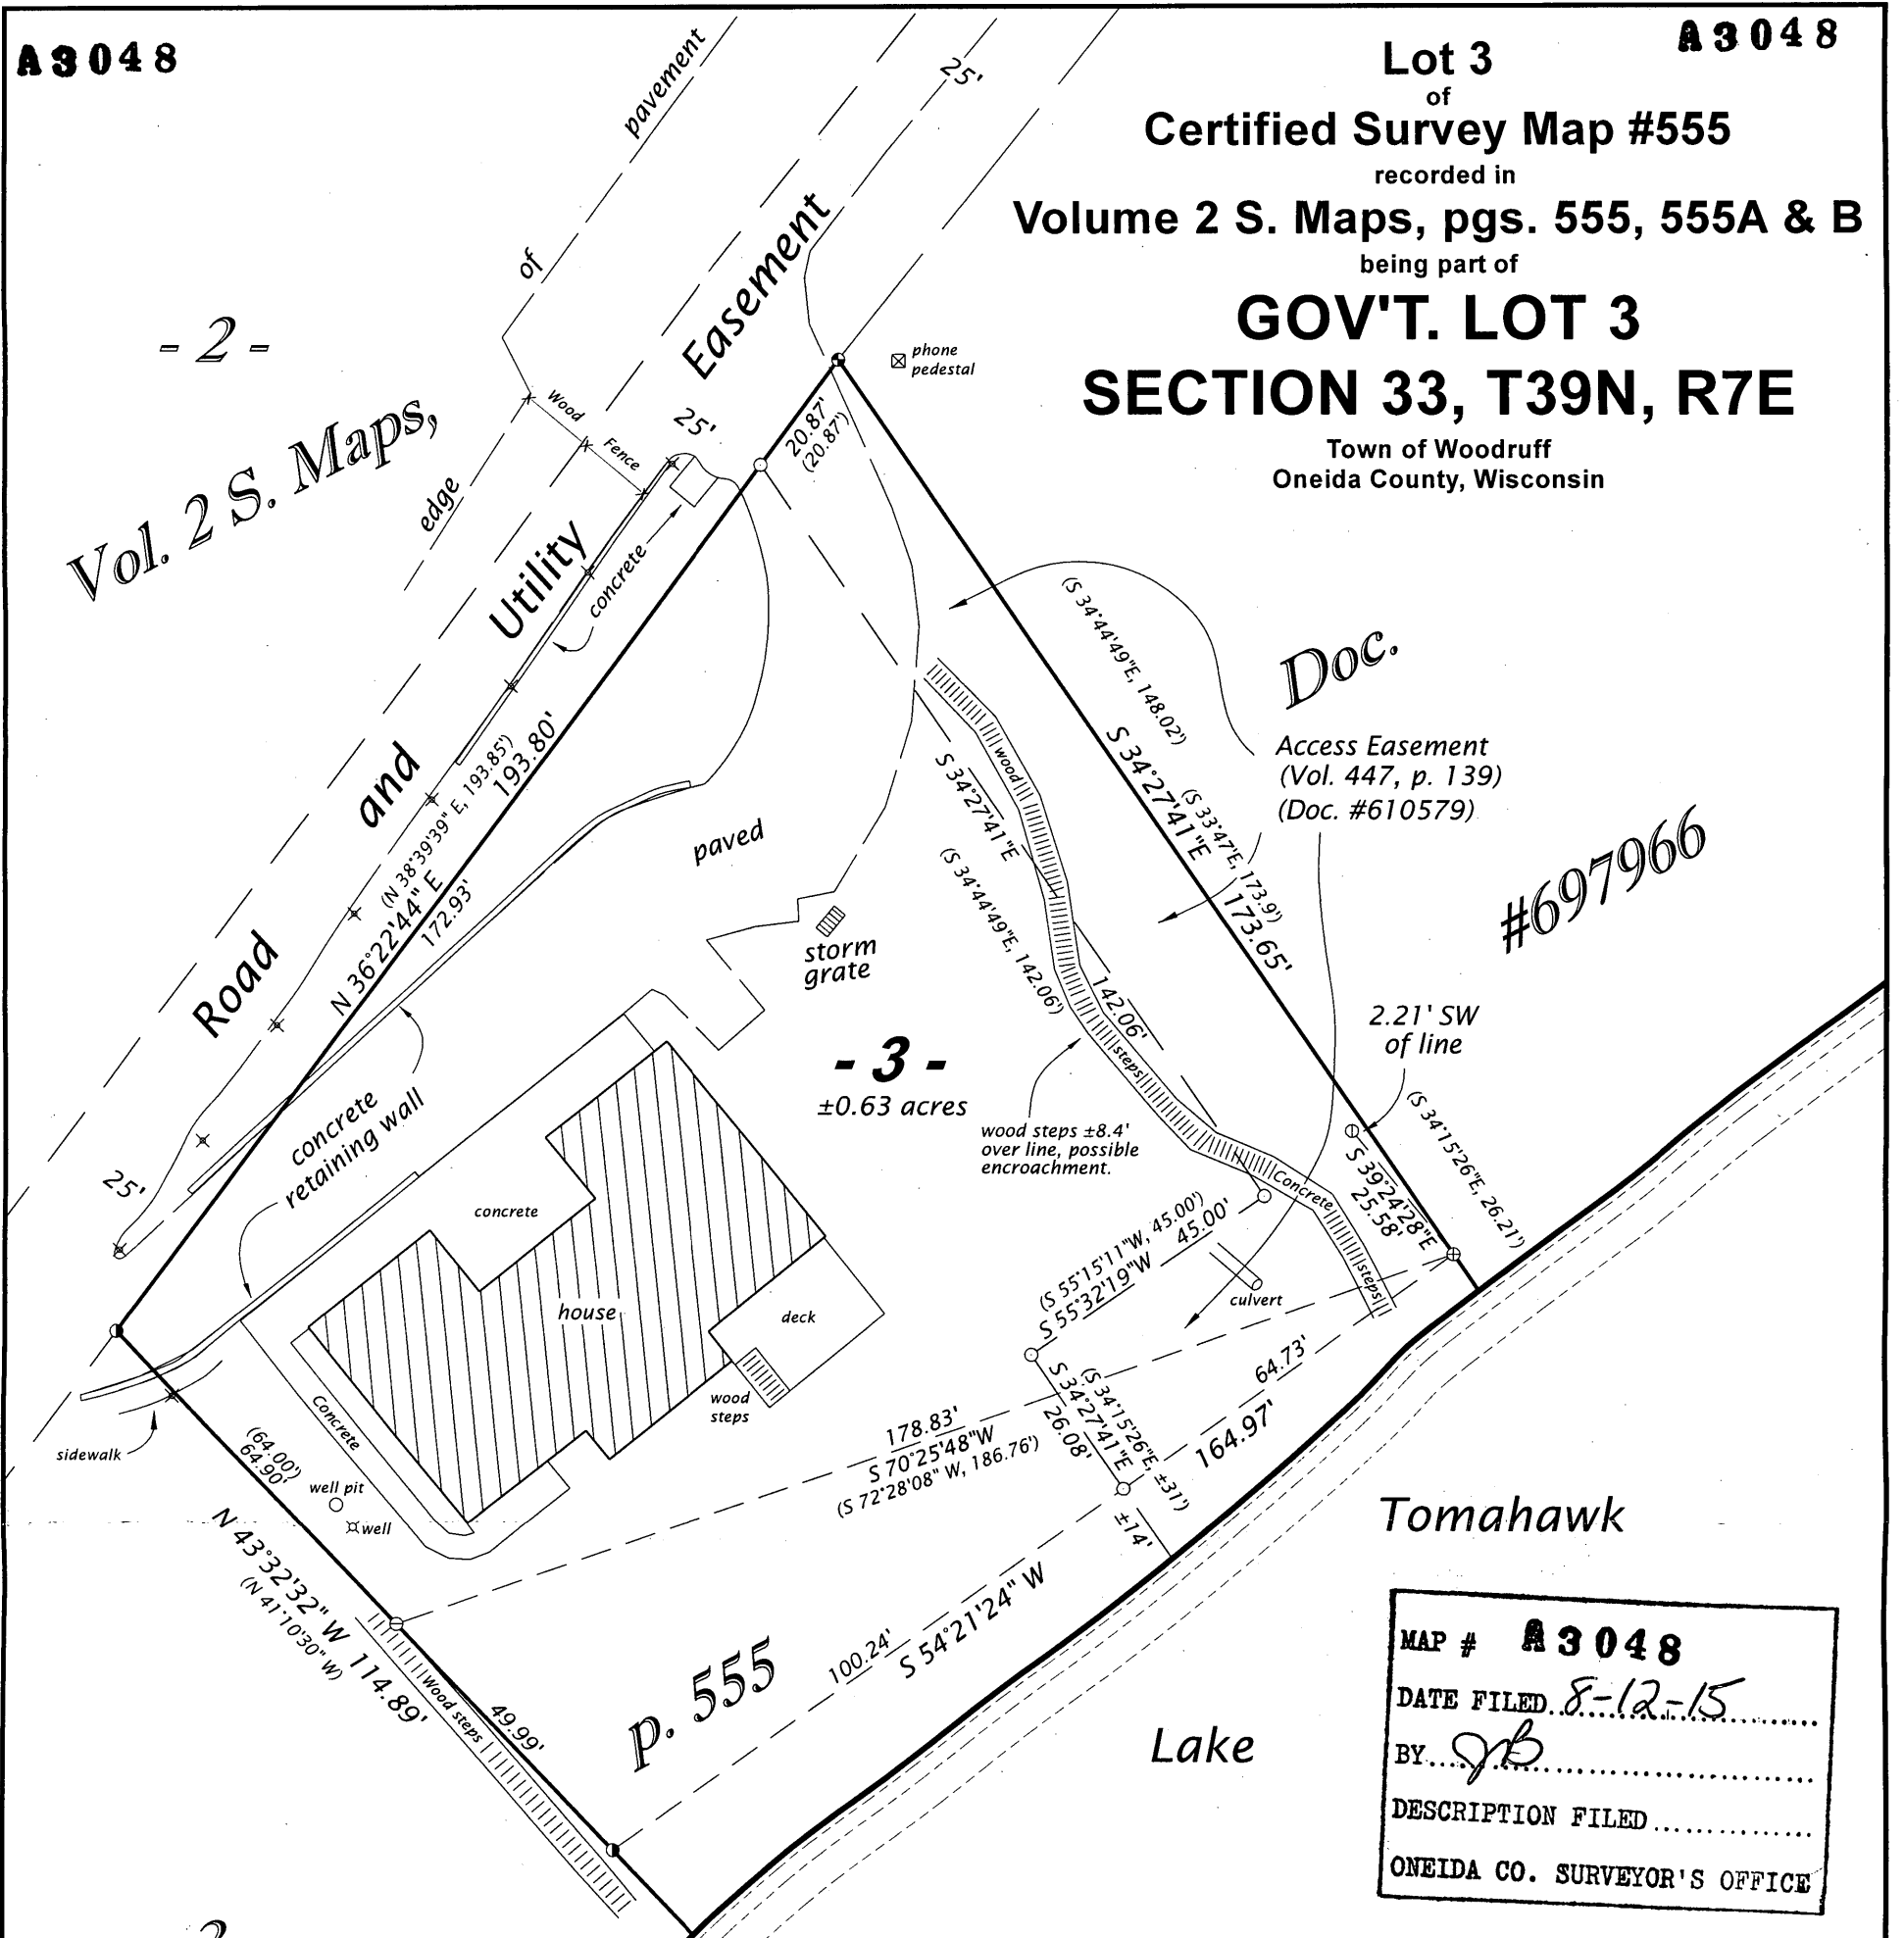 A3048
A3048
Lot 3
of
Certified Survey Map #555
recorded in
Volume 2 S. Maps, pgs. 555, 555A & B
being part of
GOV'T. LOT 3
SECTION 33, T39N, R7E
Town of Woodruff
Oneida County, Wisconsin
edge of pavement
25'
- 2 -
Vol. 2 S. Maps,
Road and Utility Easement
Wood Fence
25'
phone
pedestal
20.87'
(20.87')
concrete
(N 38°39'39" E, 193.85')
193.80'
N 36°22'44" E
172.93'
paved
storm
grate
(S 34°44'49"E, 148.02')
S 34°27'41"E
(S 33°47'E, 173.9')
173.65'
Doc.
#697966
Access Easement
(Vol. 447, p. 139)
(Doc. #610579)
wood
steps
S 34°27'41"E
(S 34°44'49"E, 142.06')
142.06'
2.21' SW
of line
(S 34°15'26"E, 26.21')
S 39°24'28"E
25.58'
- 3 -
±0.63 acres
wood steps ±8.4'
over line, possible
encroachment.
Concrete
steps
concrete
retaining wall
25'
concrete
house
deck
wood
steps
(S 55°15'11"W, 45.00')
S 55°32'19"W 45.00'
culvert
sidewalk
Concrete
(64.00')
64.90'
well pit
well
178.83'
S 70°25'48"W
(S 72°28'08" W, 186.76')
(S 34°15'26"E, ±31')
S 34°27'41"E
26.08'
±14'
64.73'
164.97'
N 43°32'32" W 114.89'
(N 41°10'30" W)
Wood steps
49.99'
p. 555
100.24'
S 54°21'24" W
Tomahawk
Lake
MAP # A3048
DATE FILED 8-12-15
BY JB
DESCRIPTION FILED
ONEIDA CO. SURVEYOR'S OFFICE